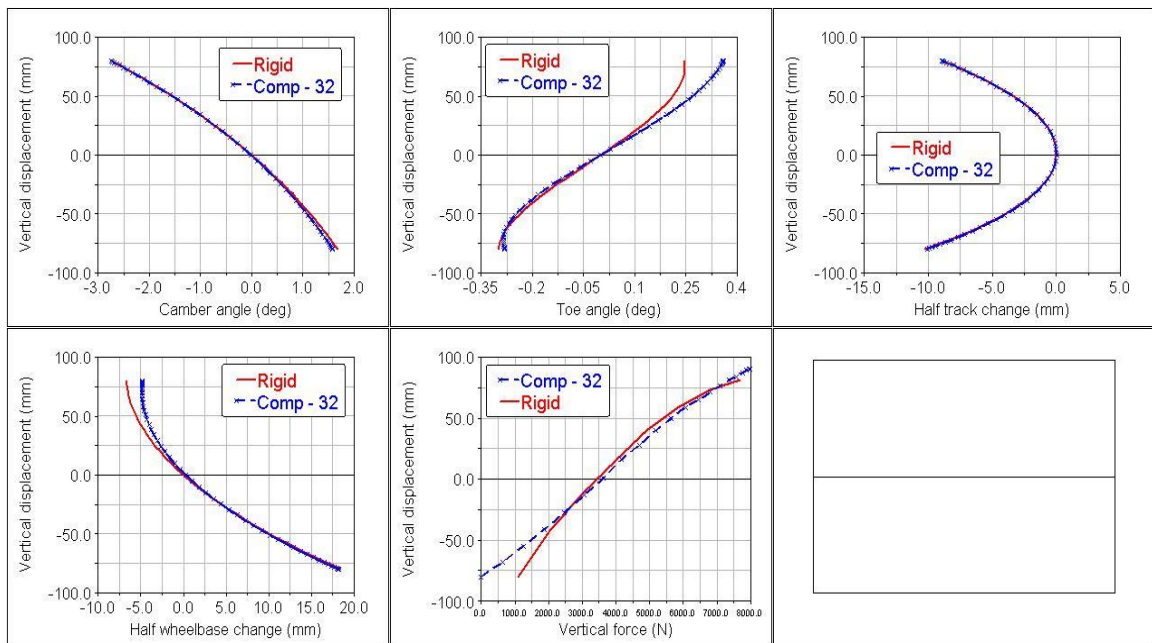 100.0
50.0
0.0
-50.0
-100.0
Vertical displacement (mm)
Rigid
Comp - 32
-3.0 -2.0 -1.0 0.0 1.0 2.0
Camber angle (deg)
100.0
50.0
0.0
-50.0
-100.0
Vertical displacement (mm)
Rigid
Comp - 32
-0.35 -0.2 -0.05 0.1 0.25 0.4
Toe angle (deg)
100.0
50.0
0.0
-50.0
-100.0
Vertical displacement (mm)
Rigid
Comp - 32
-15.0 -10.0 -5.0 0.0 5.0
Half track change (mm)
100.0
50.0
0.0
-50.0
-100.0
Vertical displacement (mm)
Rigid
Comp - 32
-10.0 -5.0 0.0 5.0 10.0 15.0 20.0
Half wheelbase change (mm)
100.0
50.0
0.0
-50.0
-100.0
Vertical displacement (mm)
Comp - 32
Rigid
0.0 1000.0 2000.0 3000.0 4000.0 5000.0 6000.0 7000.0 8000.0
Vertical force (N)